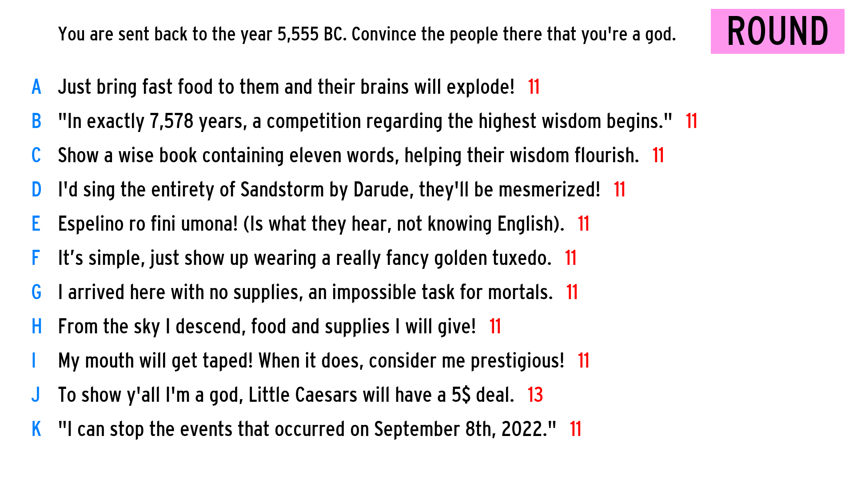 You are sent back to the year 5,555 BC. Convince the people there that you're a god.
ROUND
A Just bring fast food to them and their brains will explode! 11
B "In exactly 7,578 years, a competition regarding the highest wisdom begins." 11
C Show a wise book containing eleven words, helping their wisdom flourish. 11
D I'd sing the entirety of Sandstorm by Darude, they'll be mesmerized! 11
E Espelino ro fini umona! (Is what they hear, not knowing English). 11
F It’s simple, just show up wearing a really fancy golden tuxedo. 11
G I arrived here with no supplies, an impossible task for mortals. 11
H From the sky I descend, food and supplies I will give! 11
I My mouth will get taped! When it does, consider me prestigious! 11
J To show y'all I'm a god, Little Caesars will have a 5$ deal. 13
K "I can stop the events that occurred on September 8th, 2022." 11